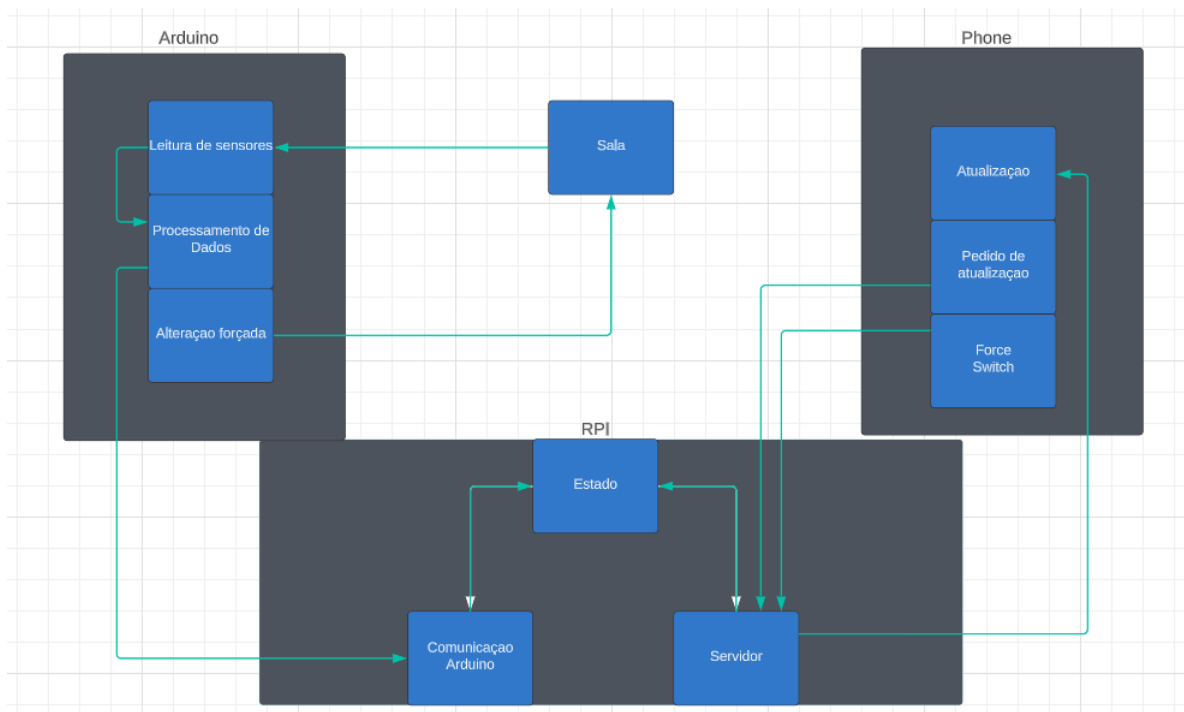 Arduino
Leitura de sensores
Processamento de
Dados
Alteraçao forçada
Sala
Phone
Atualizaçao
Pedido de
atualizaçao
Force
Switch
RPI
Estado
Comunicaçao
Arduino
Servidor